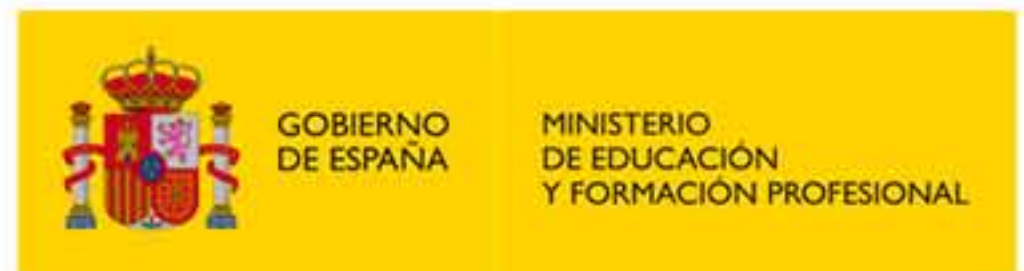 GOBIERNO
DE ESPAÑA
MINISTERIO
DE EDUCACIÓN
Y FORMACIÓN PROFESIONAL